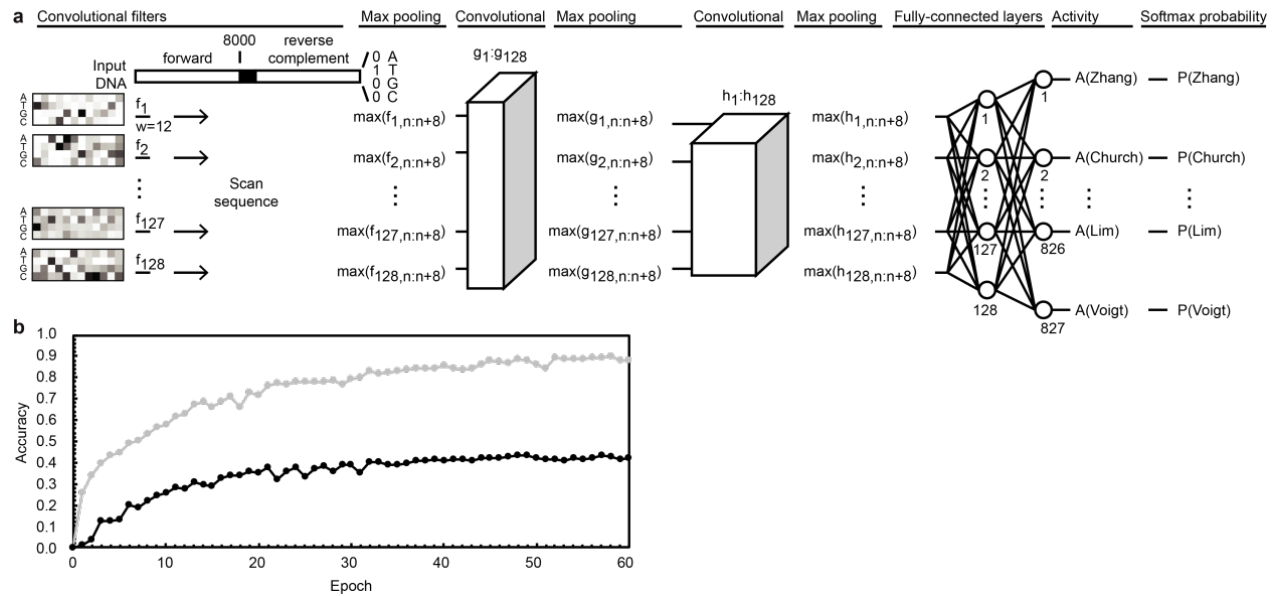 a
Convolutional filters Max pooling Convolutional Max pooling Convolutional Max pooling Fully-connected layers Activity Softmax probability
8000 reverse
forward complement
Input
DNA
0 A
1 T
0 G
0 C
g1:g128
h1:h128
A
T
G
C
f1
w=12
max(f1,n:n+8) max(g1,n:n+8) max(h1,n:n+8)
A
T
G
C
f2
max(f2,n:n+8) max(g2,n:n+8) max(h2,n:n+8)
Scan
sequence
A
T
G
C
f127
max(f127,n:n+8) max(g127,n:n+8) max(h127,n:n+8)
A
T
G
C
f128
max(f128,n:n+8) max(g128,n:n+8) max(h128,n:n+8)
1
2
127
128
1
2
826
827
A(Zhang) P(Zhang)
A(Church) P(Church)
A(Lim) P(Lim)
A(Voigt) P(Voigt)
b
Accuracy
1.0
0.9
0.8
0.7
0.6
0.5
0.4
0.3
0.2
0.1
0.0
0 10 20 30 40 50 60
Epoch